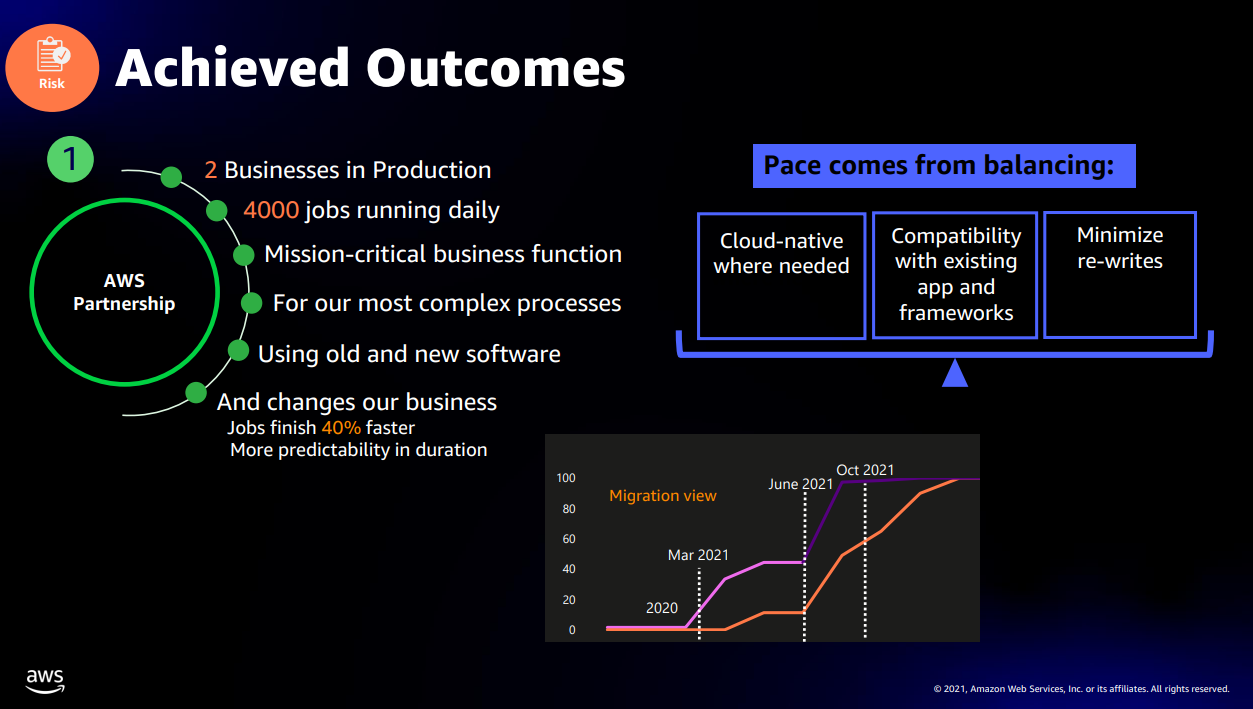 Risk
Achieved Outcomes
1
AWS
Partnership
2 Businesses in Production
4000 jobs running daily
Mission-critical business function
For our most complex processes
Using old and new software
And changes our business
Jobs finish 40% faster
More predictability in duration
Pace comes from balancing:
Cloud-native
where needed
Compatibility
with existing
app and
frameworks
Minimize
re-writes
Migration view
100
80
60
40
20
0
2020
Mar 2021
June 2021
Oct 2021
aws
© 2021, Amazon Web Services, Inc. or its affiliates. All rights reserved.